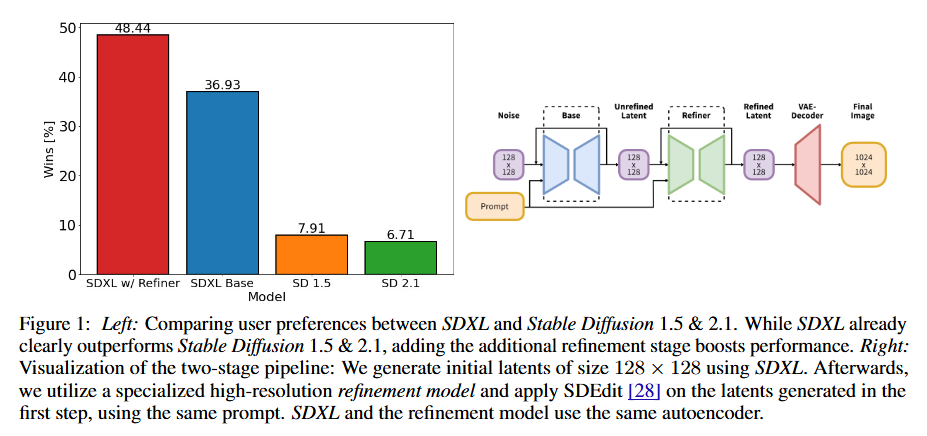 50
40
30
20
10
0
Wins [%]
48.44
36.93
7.91
6.71
SDXL w/ Refiner SDXL Base SD 1.5 SD 2.1
Model
Noise
Base
Unrefined
Latent
Refiner
Refined
Latent
VAE-
Decoder
Final
Image
128
x
128
128
x
128
128
x
128
1024
x
1024
Prompt
Figure 1: Left: Comparing user preferences between SDXL and Stable Diffusion 1.5 & 2.1. While SDXL already
clearly outperforms Stable Diffusion 1.5 & 2.1, adding the additional refinement stage boosts performance. Right:
Visualization of the two-stage pipeline: We generate initial latents of size 128 × 128 using SDXL. Afterwards,
we utilize a specialized high-resolution refinement model and apply SDEdit [28] on the latents generated in the
first step, using the same prompt. SDXL and the refinement model use the same autoencoder.